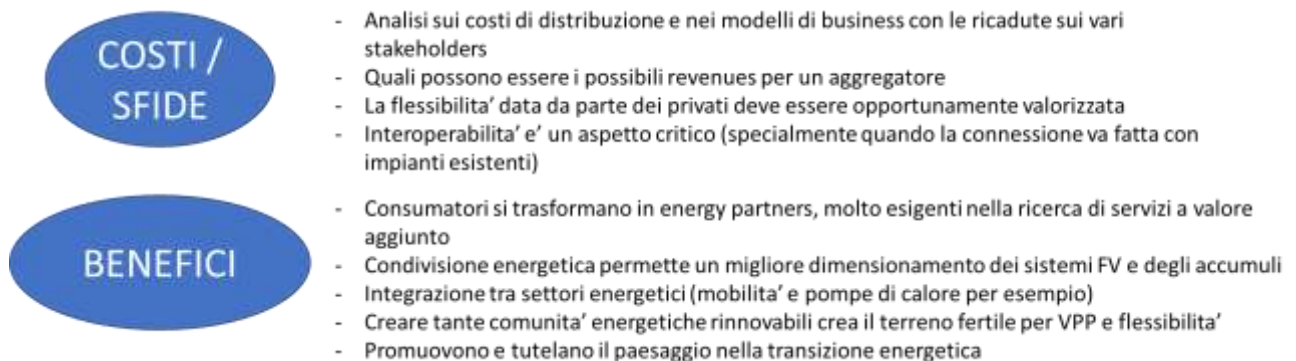 COSTI /
SFIDE
- Analisi sui costi di distribuzione e nei modelli di business con le ricadute sui vari
stakeholders
- Quali possono essere i possibili revenues per un aggregatore
- La flessibilita' data da parte dei privati deve essere opportunamente valorizzata
- Interoperabilita' e' un aspetto critico (specialmente quando la connessione va fatta con
impianti esistenti)
BENEFICI
- Consumatori si trasformano in energy partners, molto esigenti nella ricerca di servizi a valore
aggiunto
- Condivisione energetica permette un migliore dimensionamento dei sistemi FV e degli accumuli
- Integrazione tra settori energetici (mobilita' e pompe di calore per esempio)
- Creare tante comunita' energetiche rinnovabili crea il terreno fertile per VPP e flessibilita'
- Promuovono e tutelano il paesaggio nella transizione energetica